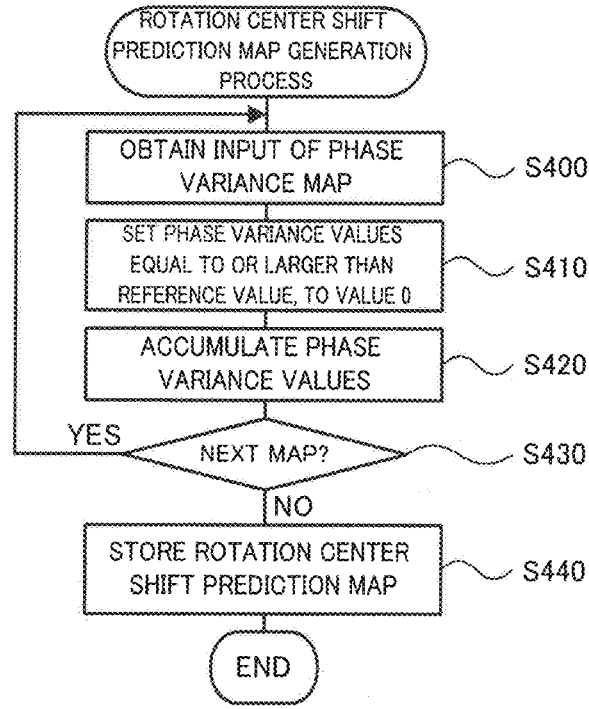 ROTATION CENTER SHIFT
PREDICTION MAP GENERATION
PROCESS
OBTAIN INPUT OF PHASE
VARIANCE MAP
S400
SET PHASE VARIANCE VALUES
EQUAL TO OR LARGER THAN
REFERENCE VALUE, TO VALUE 0
S410
ACCUMULATE PHASE
VARIANCE VALUES
S420
YES
NEXT MAP?
S430
NO
STORE ROTATION CENTER
SHIFT PREDICTION MAP
S440
END